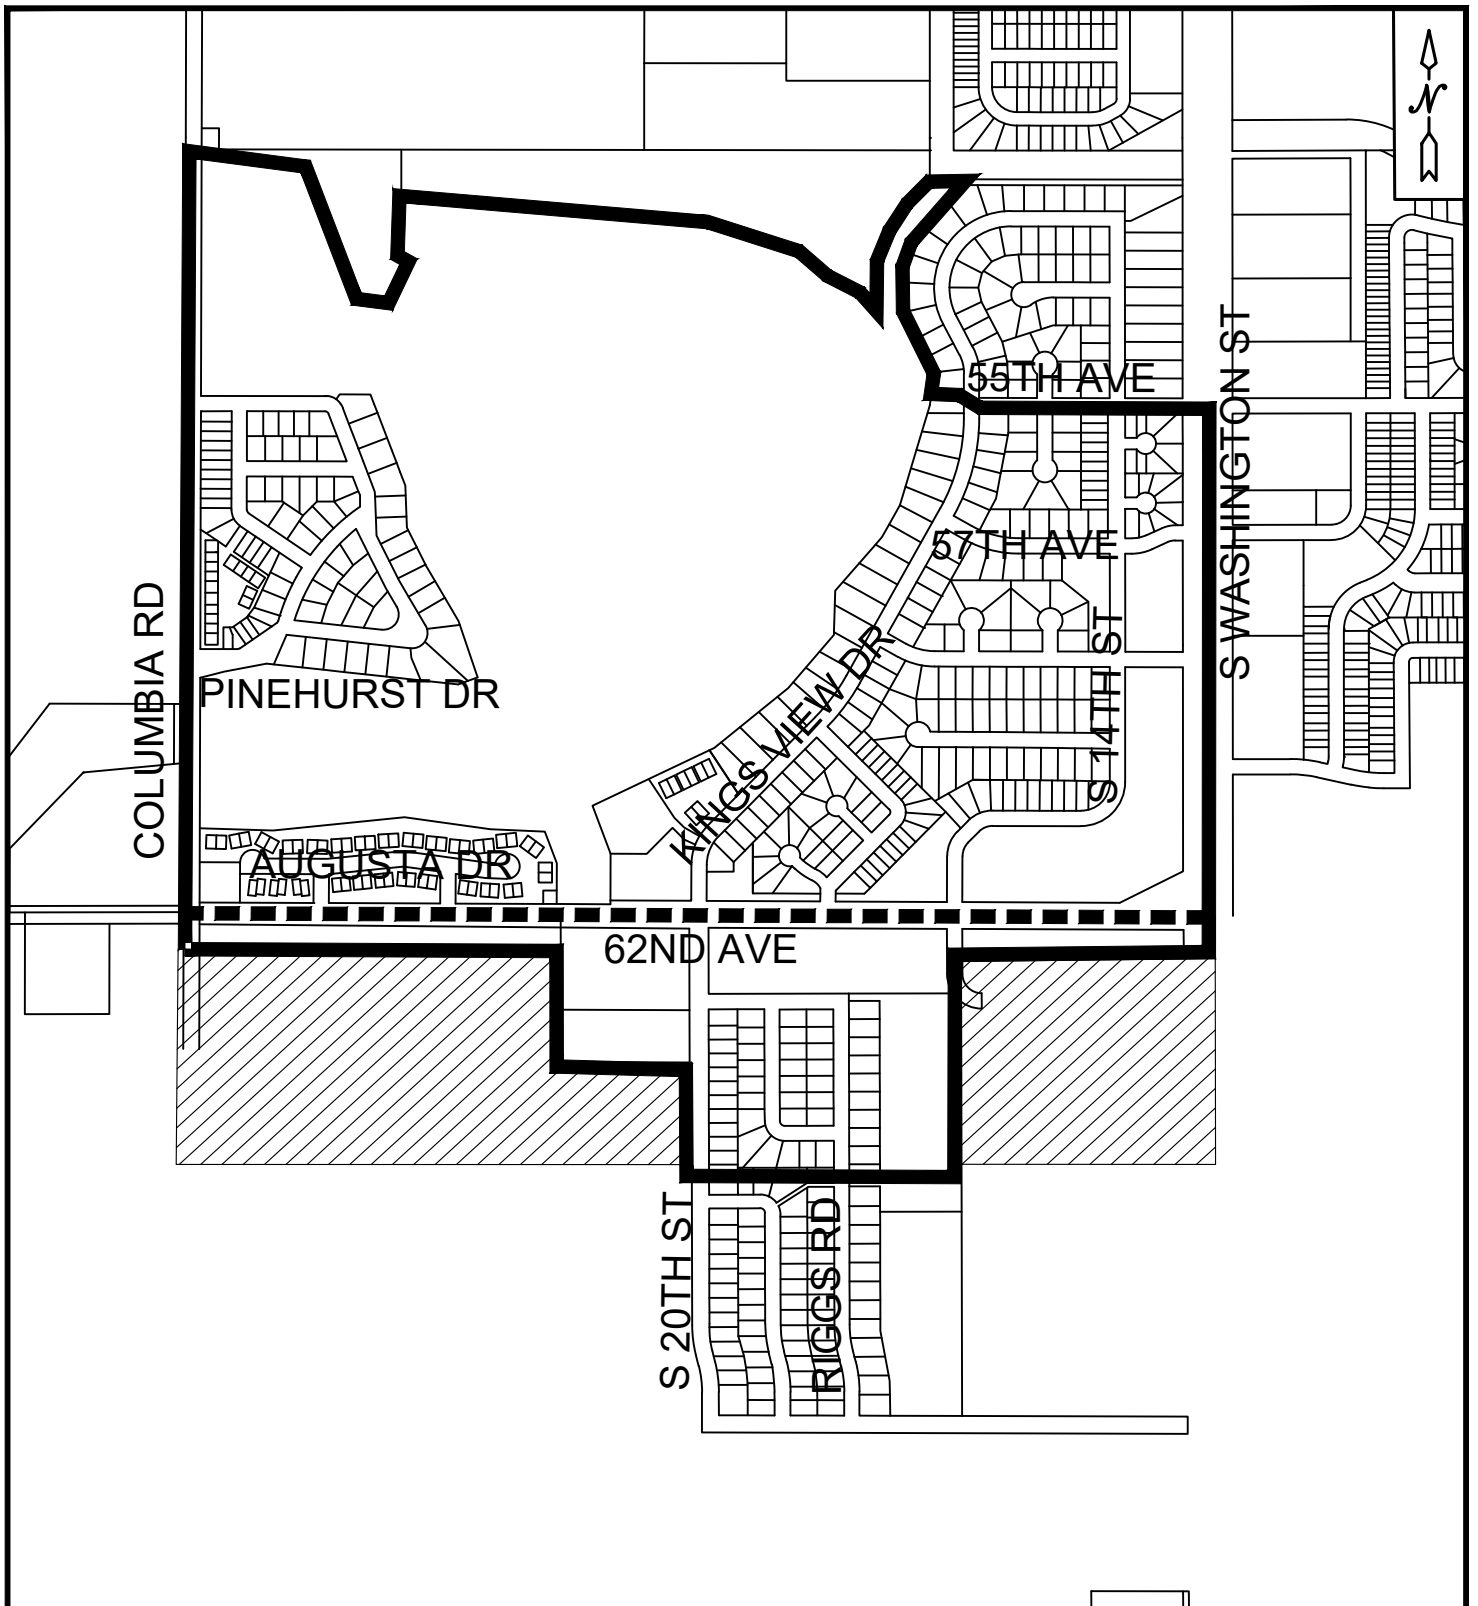 N
55TH AVE
S WASHINGTON ST
57TH AVE
COLUMBIA RD
S 14TH ST
KINGS VIEW DR
PINEHURST DR
AUGUSTA DR
62ND AVE
S 20TH ST
RIGGS RD